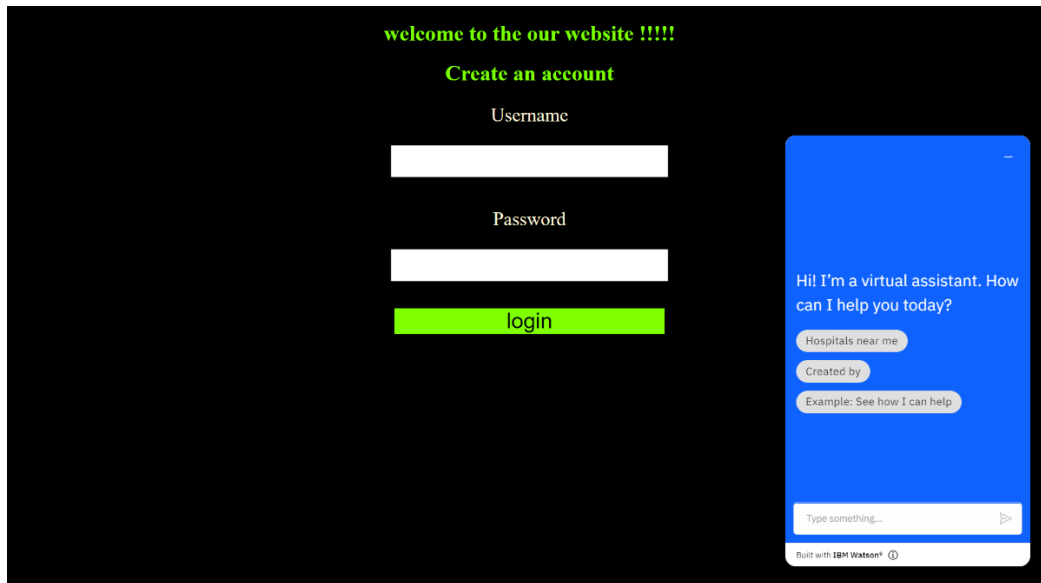 welcome to the our website !!!!!
Create an account
Username
Password
login
Hi! I'm a virtual assistant. How
can I help you today?
Hospitals near me
Created by
Example: See how I can help
Type something...
Built with IBM Watson®